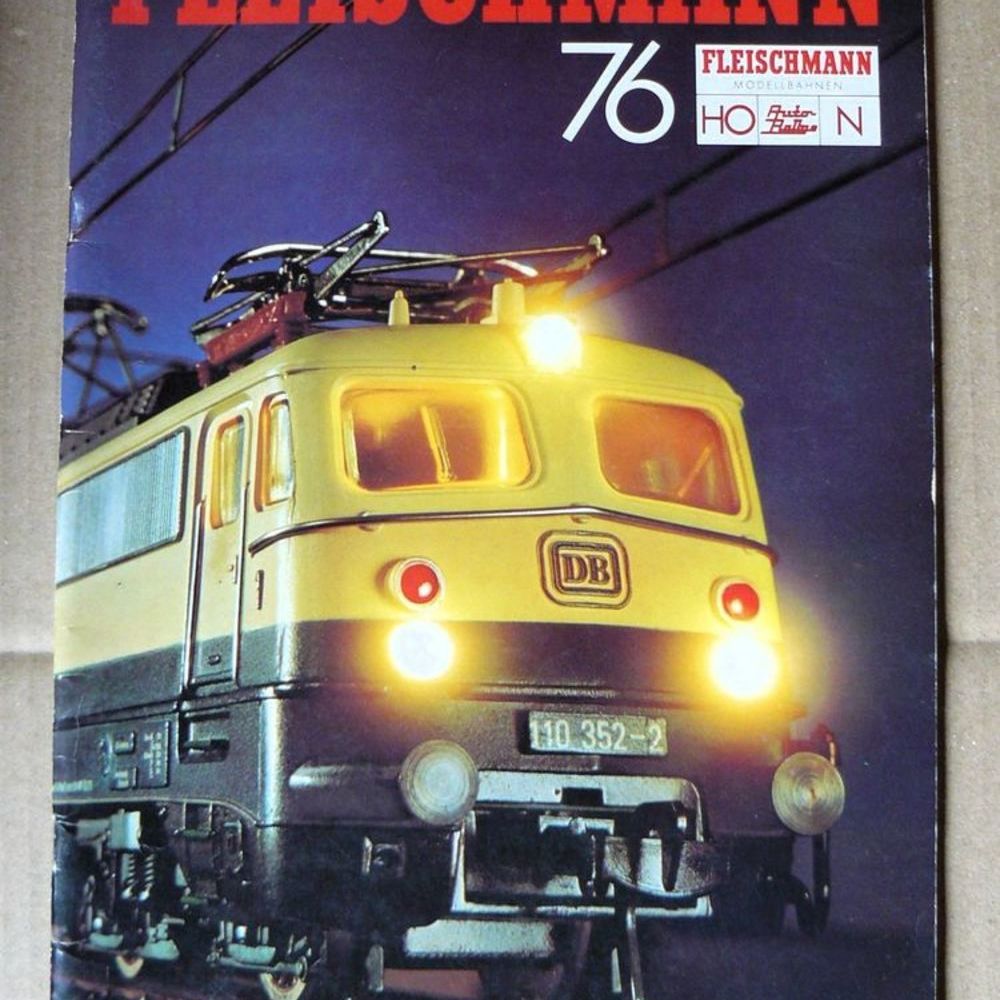 FLEISCHMANN
76
FLEISCHMANN
MODELLBAHNEN
HO
Auto-
Rallye
N
DB
110 352-2